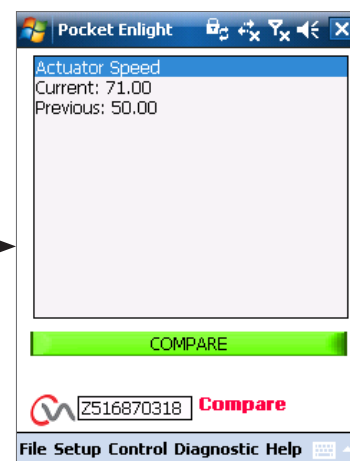 Pocket Enlight
Actuator Speed
Current: 71.00
Previous: 50.00
COMPARE
Z516870318 Compare
File Setup Control Diagnostic Help